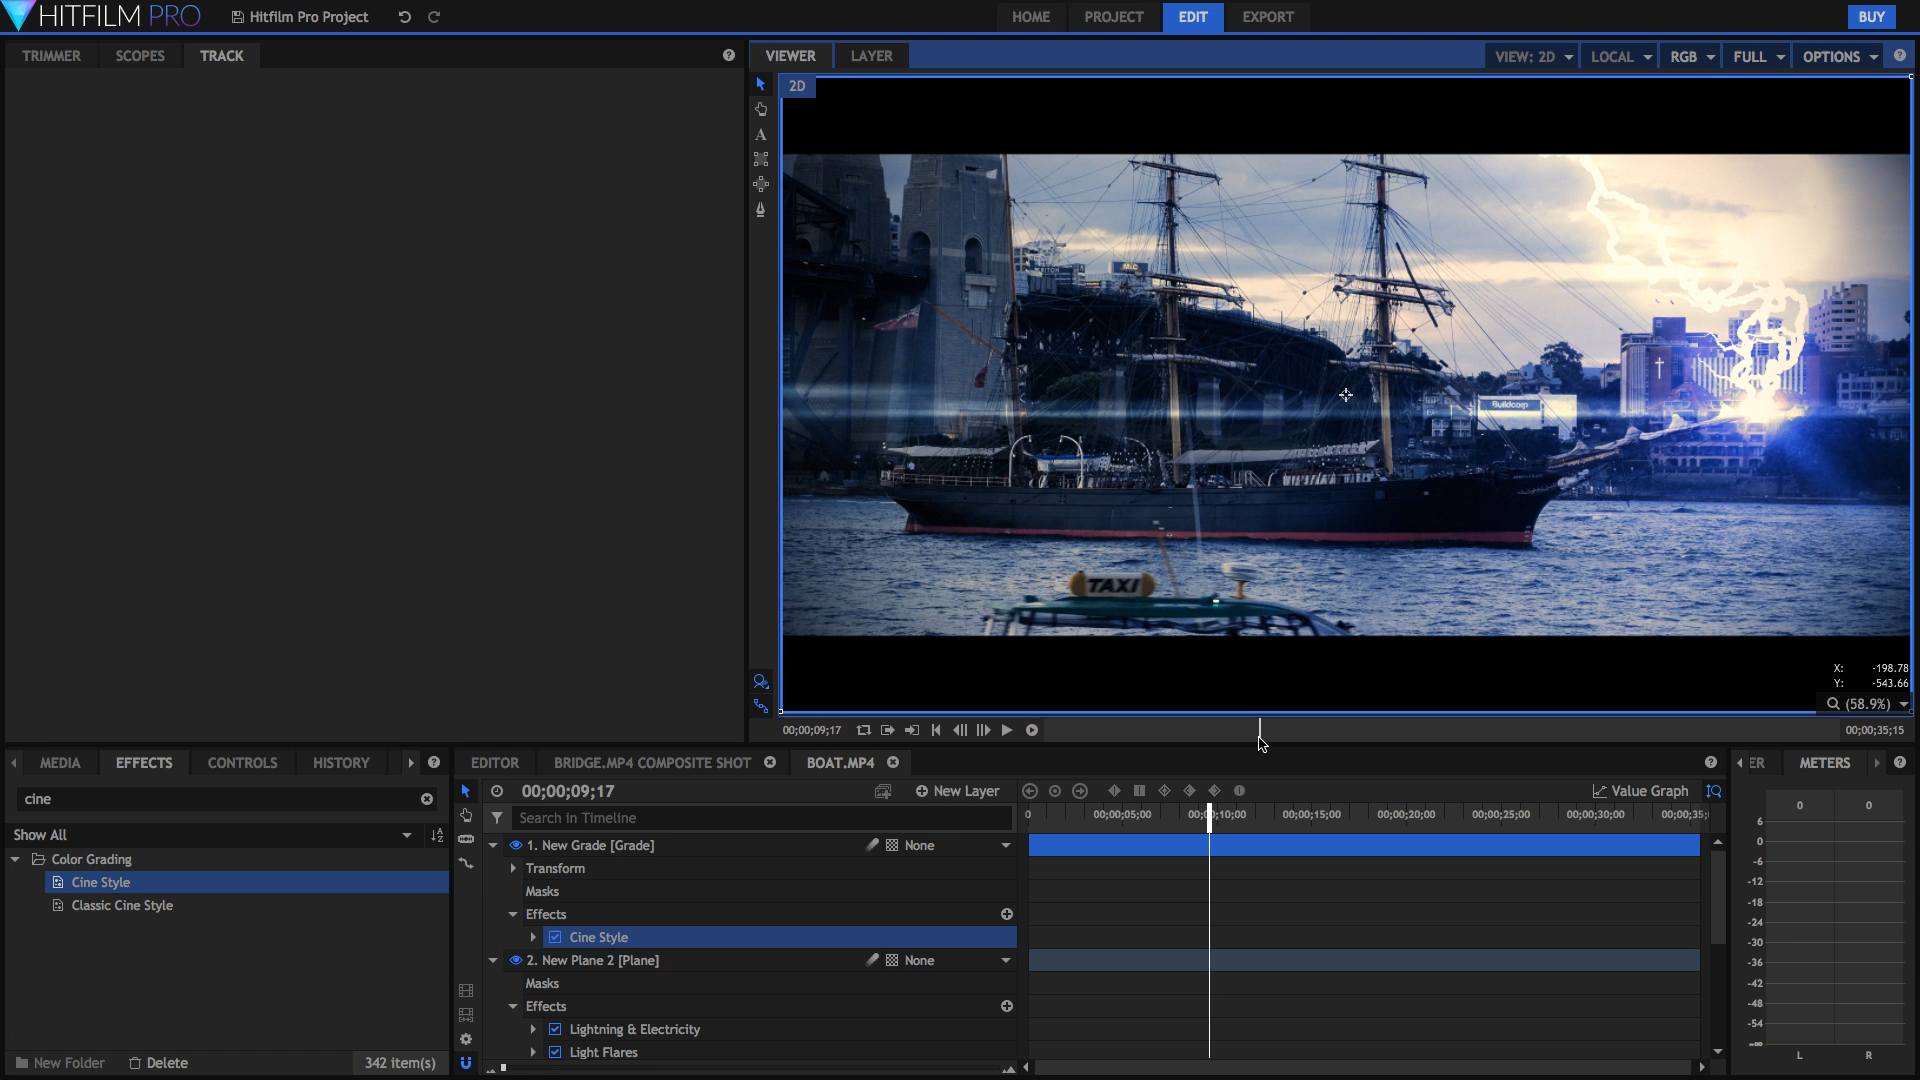 HITFILM PRO
Hitfilm Pro Project
HOME PROJECT EDIT EXPORT
BUY
TRIMMER SCOPES TRACK
VIEWER LAYER
VIEW: 2D LOCAL RGB FULL OPTIONS
2D
MLC
Buildcorp
TAXI
X: -198.78
Y: -543.66
(58.9%)
00;00;09;17
00;00;35;15
MEDIA EFFECTS CONTROLS HISTORY
cine
Show All
Color Grading
Cine Style
Classic Cine Style
New Folder Delete 342 item(s)
EDITOR BRIDGE.MP4 COMPOSITE SHOT BOAT.MP4
00;00;09;17
New Layer
Value Graph
Search in Timeline
0 00;00;05;00 00;00;10;00 00;00;15;00 00;00;20;00 00;00;25;00 00;00;30;00 00;00;35;
1. New Grade [Grade] None
Transform
Masks
Effects
Cine Style
2. New Plane 2 [Plane] None
Masks
Effects
Lightning & Electricity
Light Flares
ER METERS
0 0
6
0
-6
-12
-18
-24
-30
-36
-42
-48
-54
-∞
L R